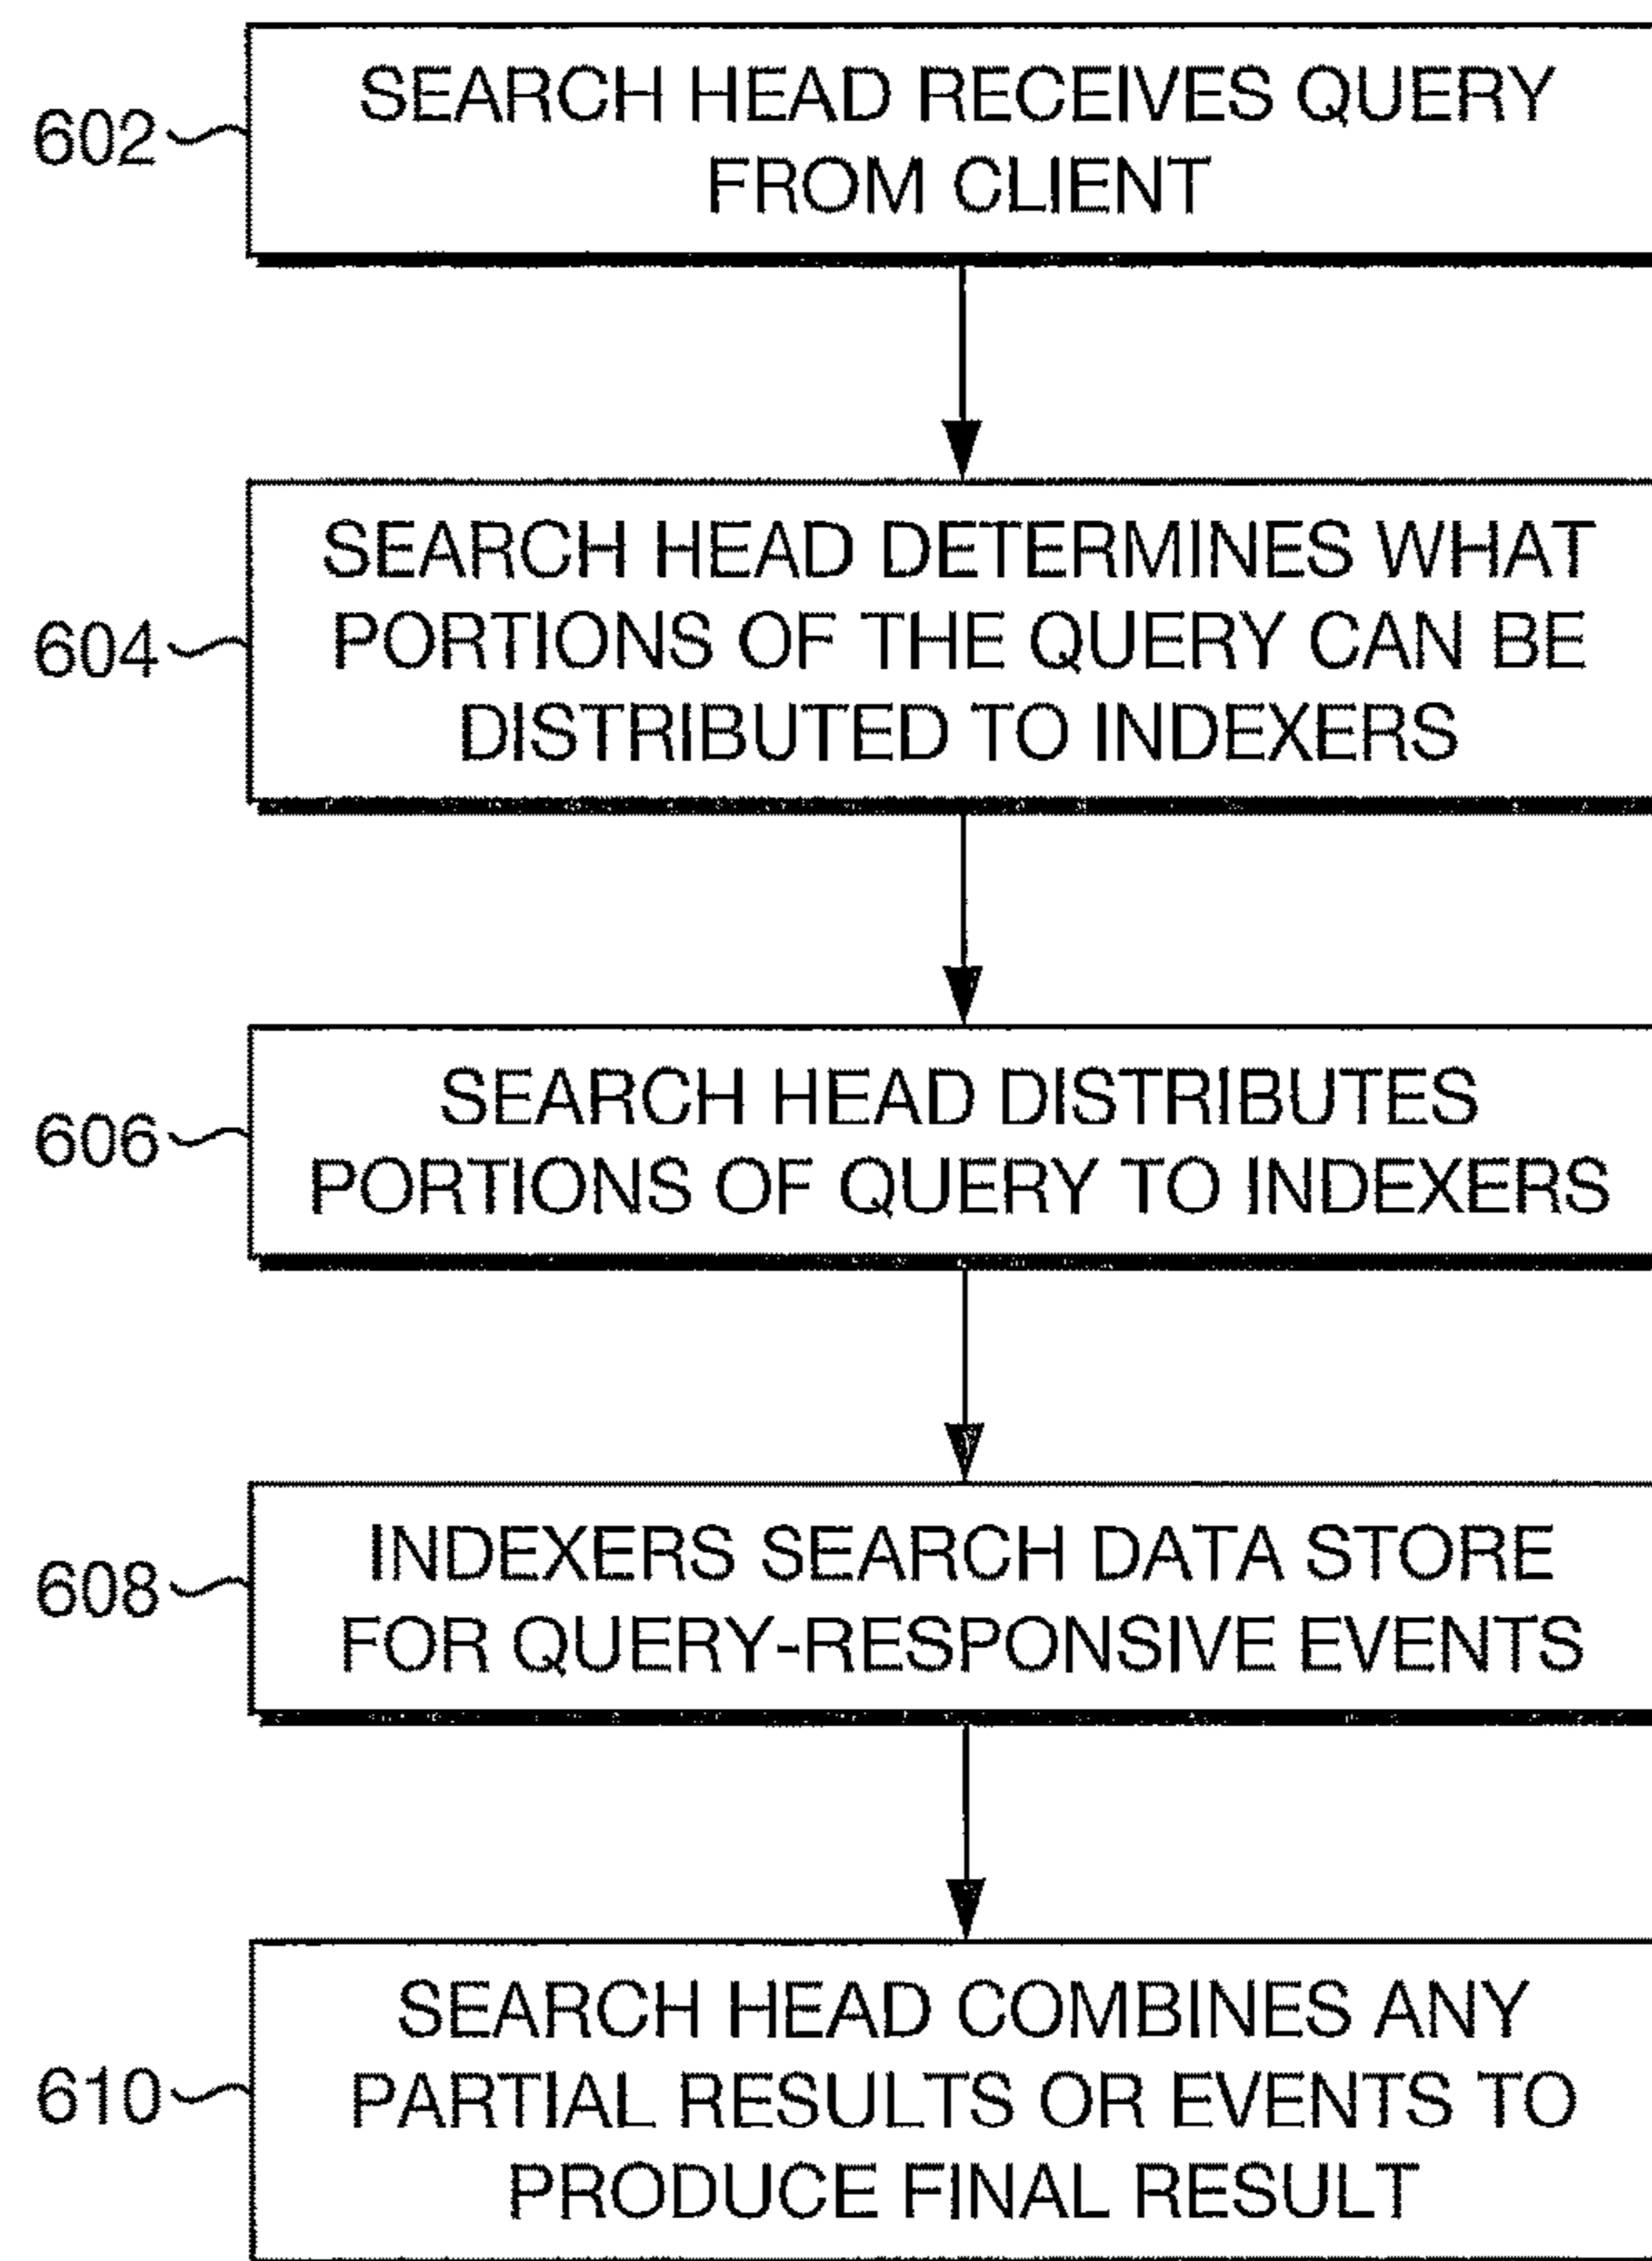 602
SEARCH HEAD RECEIVES QUERY
FROM CLIENT
604
SEARCH HEAD DETERMINES WHAT
PORTIONS OF THE QUERY CAN BE
DISTRIBUTED TO INDEXERS
606
SEARCH HEAD DISTRIBUTES
PORTIONS OF QUERY TO INDEXERS
608
INDEXERS SEARCH DATA STORE
FOR QUERY-RESPONSIVE EVENTS
610
SEARCH HEAD COMBINES ANY
PARTIAL RESULTS OR EVENTS TO
PRODUCE FINAL RESULT